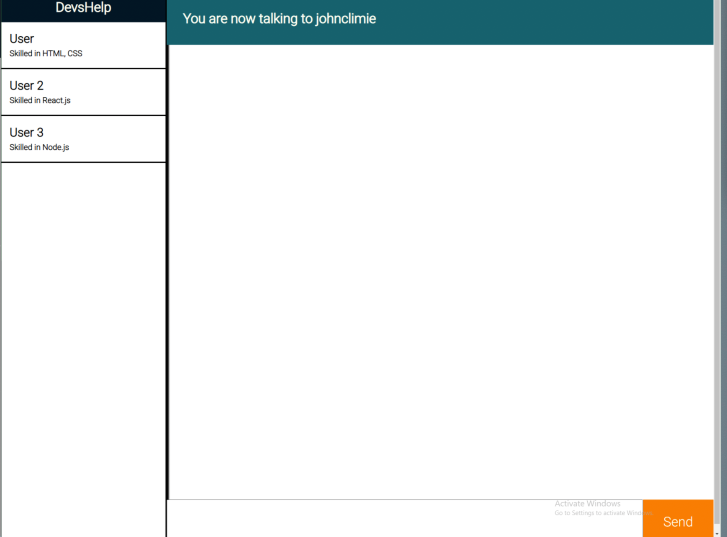 DevsHelp
User
Skilled in HTML, CSS
User 2
Skilled in React.js
User 3
Skilled in Node.js
You are now talking to johnclimie
Activate Windows
Go to Settings to activate Windows.
Send